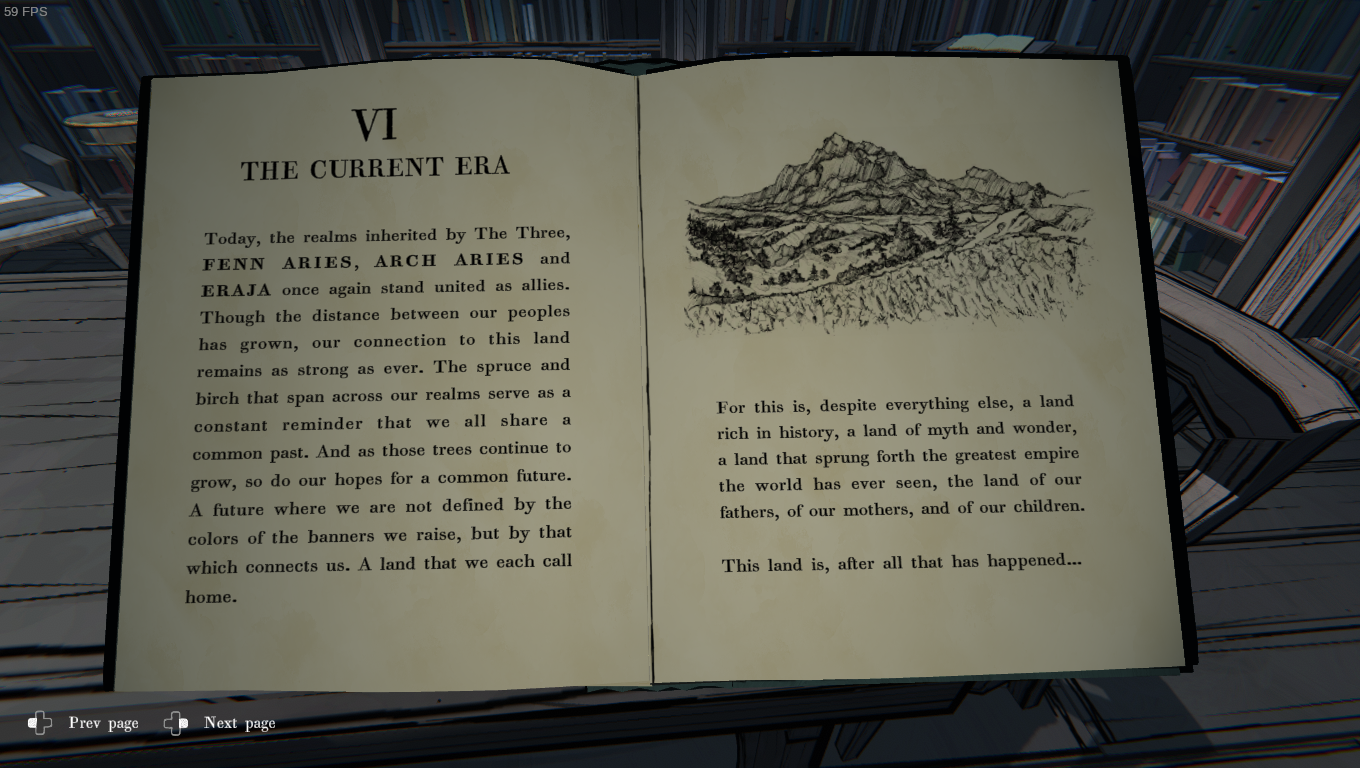 59 FPS
VI
THE CURRENT ERA
Today, the realms inherited by The Three,
FENN ARIES, ARCH ARIES and
ERAJA once again stand united as allies.
Though the distance between our peoples
has grown, our connection to this land
remains as strong as ever. The spruce and
birch that span across our realms serve as a
constant reminder that we all share a
common past. And as those trees continue to
grow, so do our hopes for a common future.
A future where we are not defined by the
colors of the banners we raise, but by that
which connects us. A land that we each call
home.
For this is, despite everything else, a land
rich in history, a land of myth and wonder,
a land that sprung forth the greatest empire
the world has ever seen, the land of our
fathers, of our mothers, and of our children.
This land is, after all that has happened...
Prev page
Next page